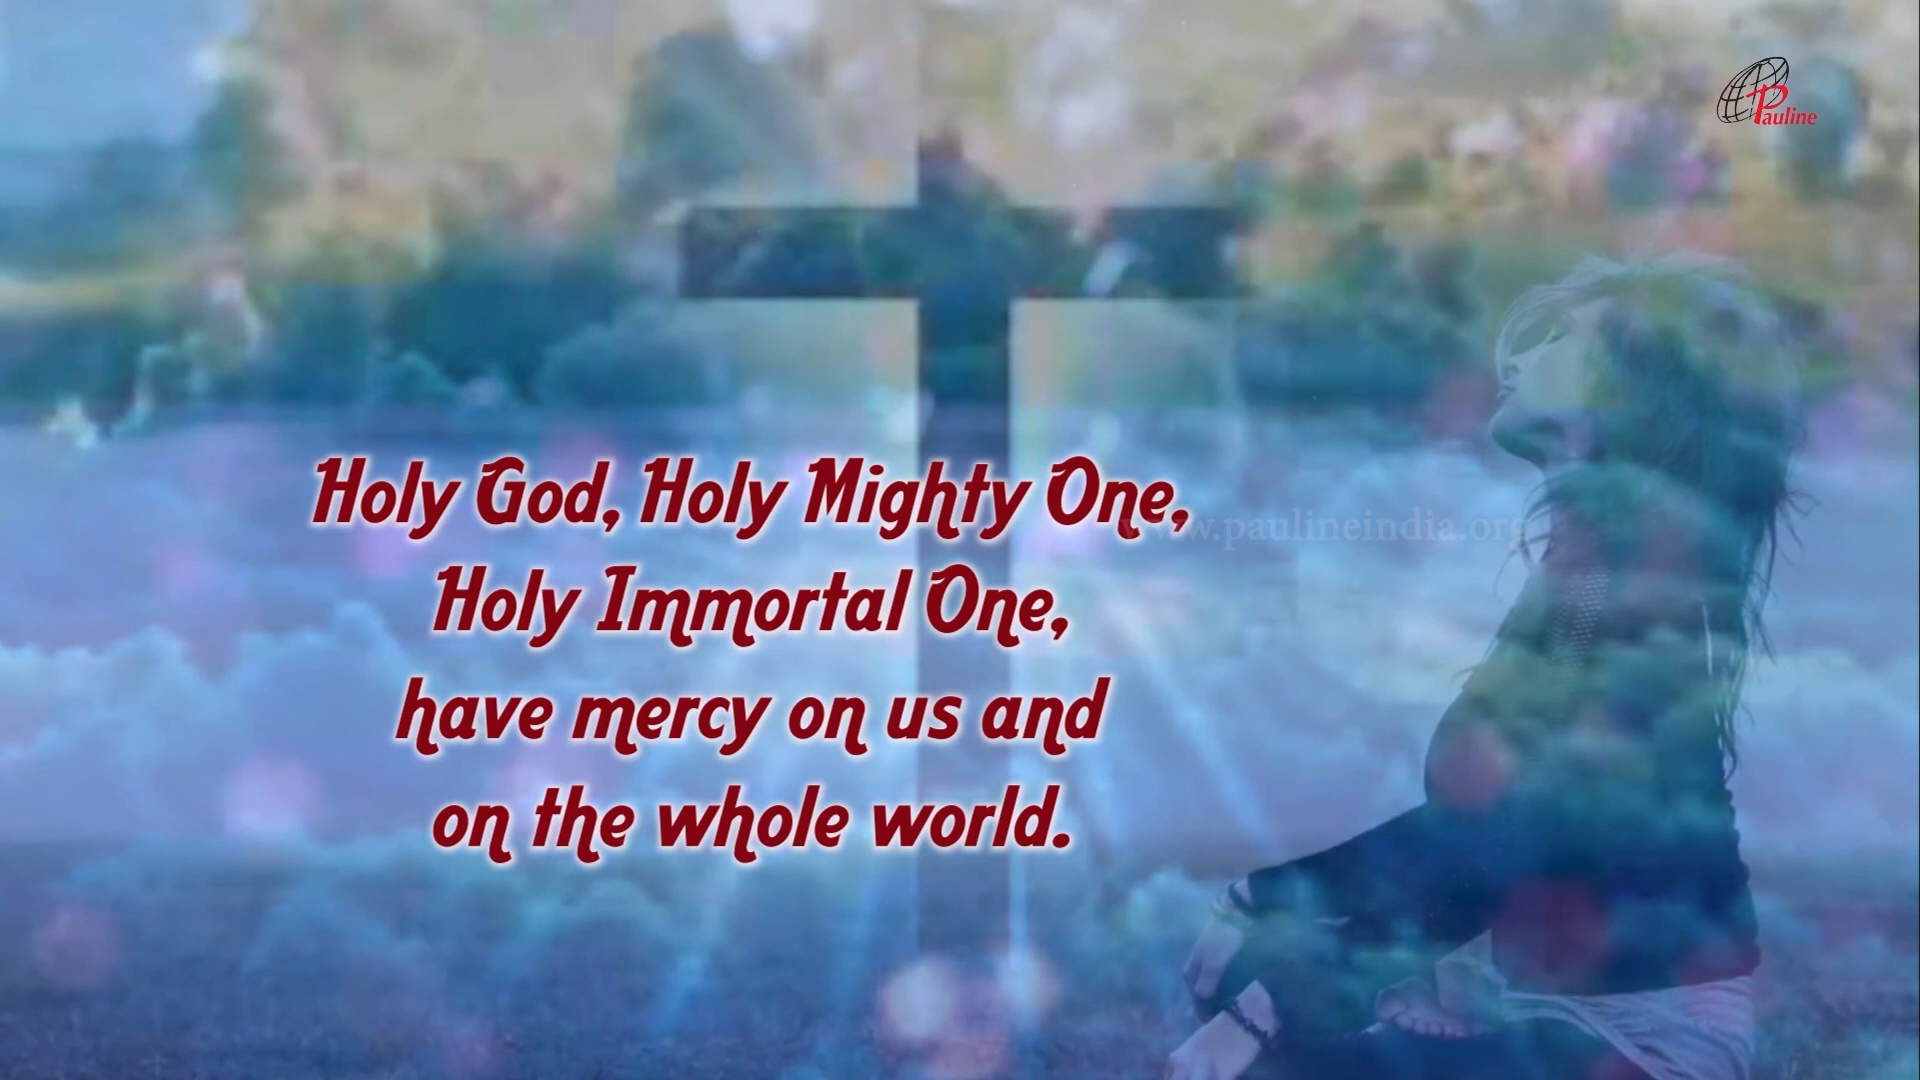 Pauline
Holy God, Holy Mighty One,
www.paulineindia.org
Holy Immortal One,
have mercy on us and
on the whole world.